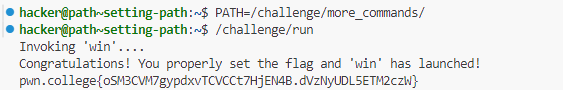 hacker@path~setting-path:~$ PATH=/challenge/more_commands/
hacker@path~setting-path:~$ /challenge/run
Invoking 'win'....
Congratulations! You properly set the flag and 'win' has launched!
pwn.college{oSM3CVM7gypdxvTCVCCt7HjEN4B.dVzNyUDL5ETM2czW}